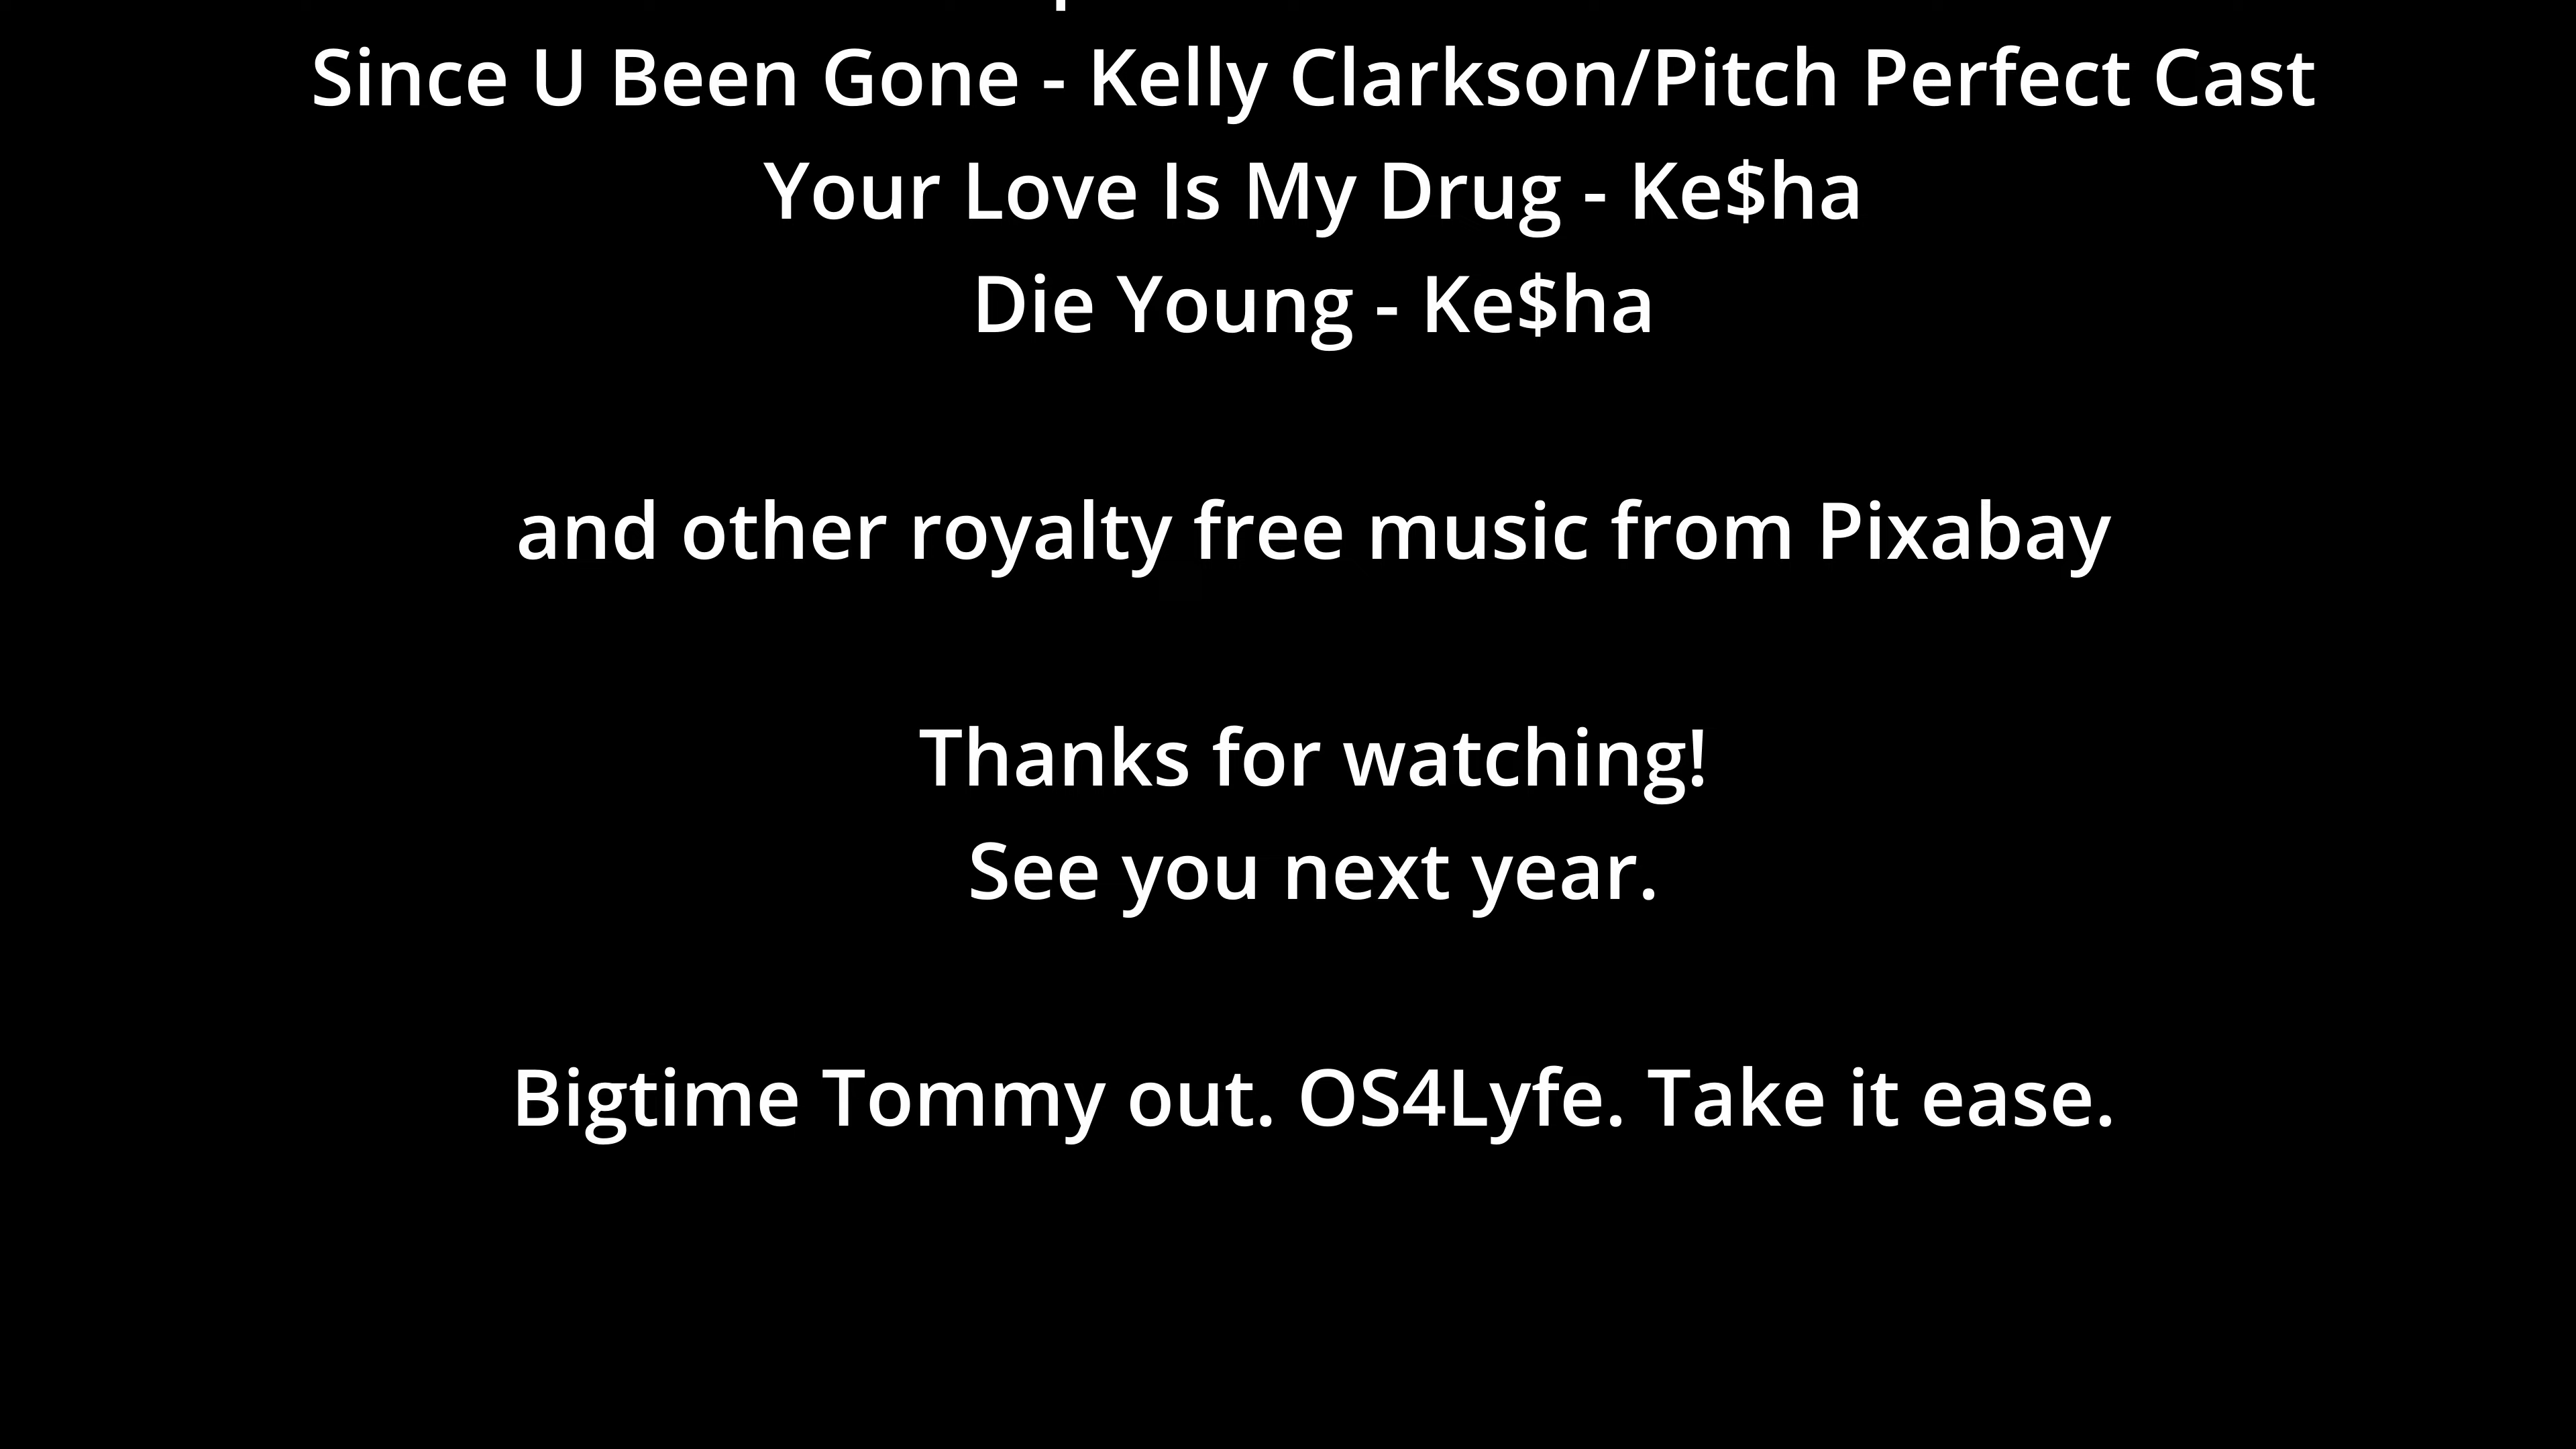 Since U Been Gone - Kelly Clarkson/Pitch Perfect Cast
Your Love Is My Drug - Ke$ha
Die Young - Ke$ha
and other royalty free music from Pixabay
Thanks for watching!
See you next year.
Bigtime Tommy out. OS4Lyfe. Take it ease.